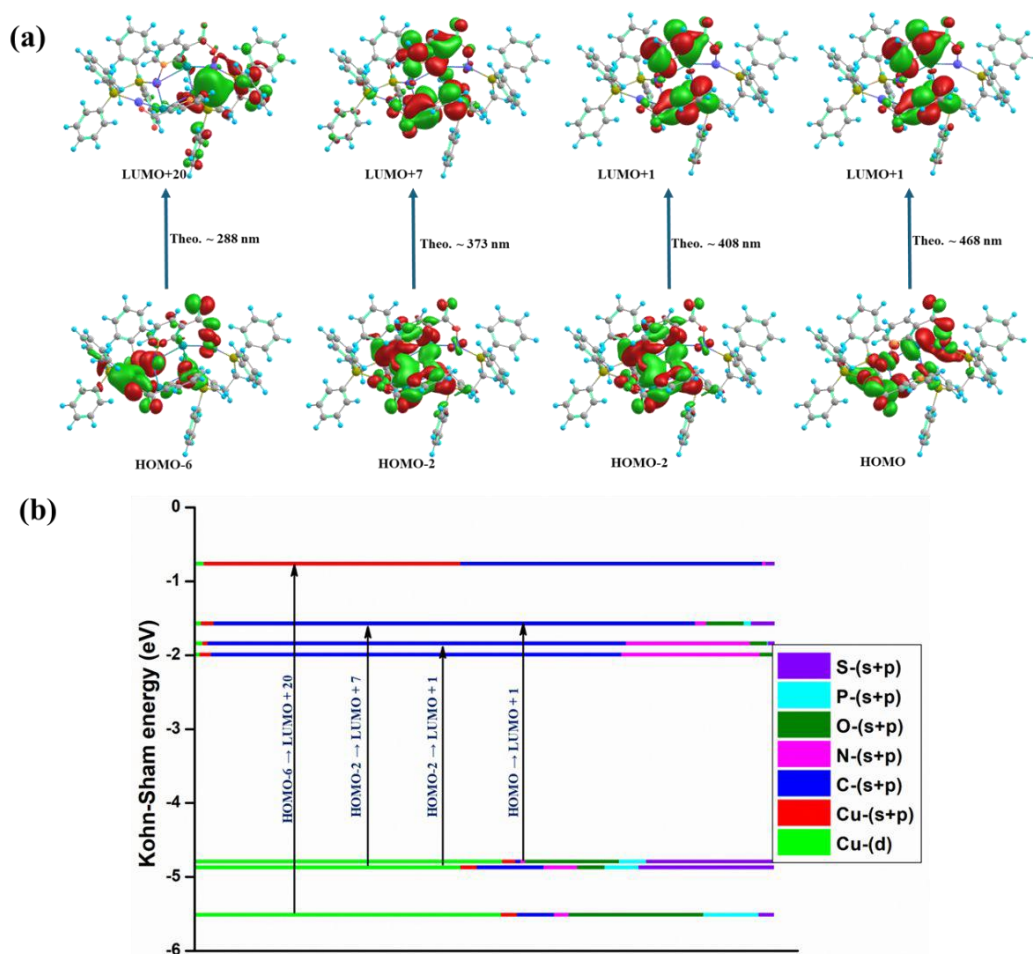 (a)
LUMO+20
LUMO+7
LUMO+1
LUMO+1
Theo. ~ 288 nm
Theo. ~ 373 nm
Theo. ~ 408 nm
Theo. ~ 468 nm
HOMO-6
HOMO-2
HOMO-2
HOMO
(b)
Kohn-Sham energy (eV)
0
-1
-2
-3
-4
-5
-6
HOMO-6 → LUMO + 20
HOMO-2 → LUMO + 7
HOMO-2 → LUMO + 1
HOMO → LUMO + 1
S-(s+p)
P-(s+p)
O-(s+p)
N-(s+p)
C-(s+p)
Cu-(s+p)
Cu-(d)